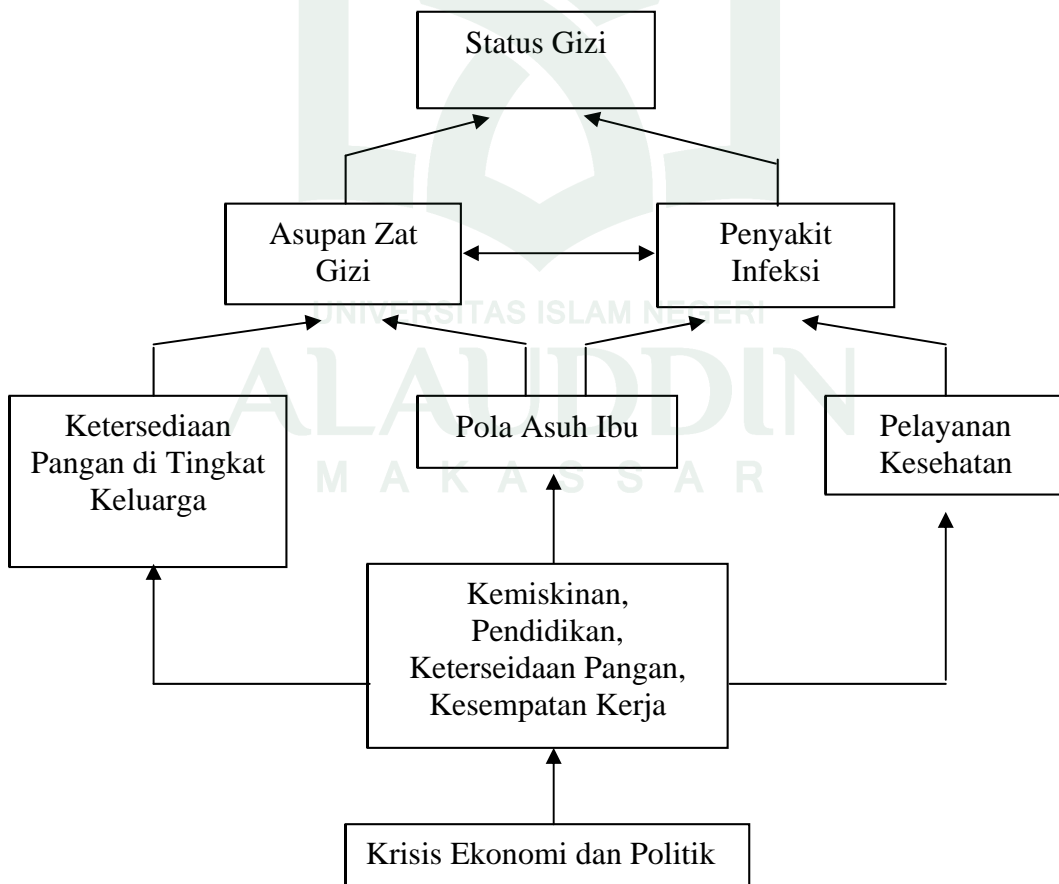 Status Gizi
Asupan Zat
Gizi
Penyakit
Infeksi
UNIVERSITAS ISLAM NEGERI
ALAUDDIN
MAKASSAR
Ketersediaan
Pangan di Tingkat
Keluarga
Pola Asuh Ibu
Pelayanan
Kesehatan
Kemiskinan,
Pendidikan,
Keterseidaan Pangan,
Kesempatan Kerja
Krisis Ekonomi dan Politik